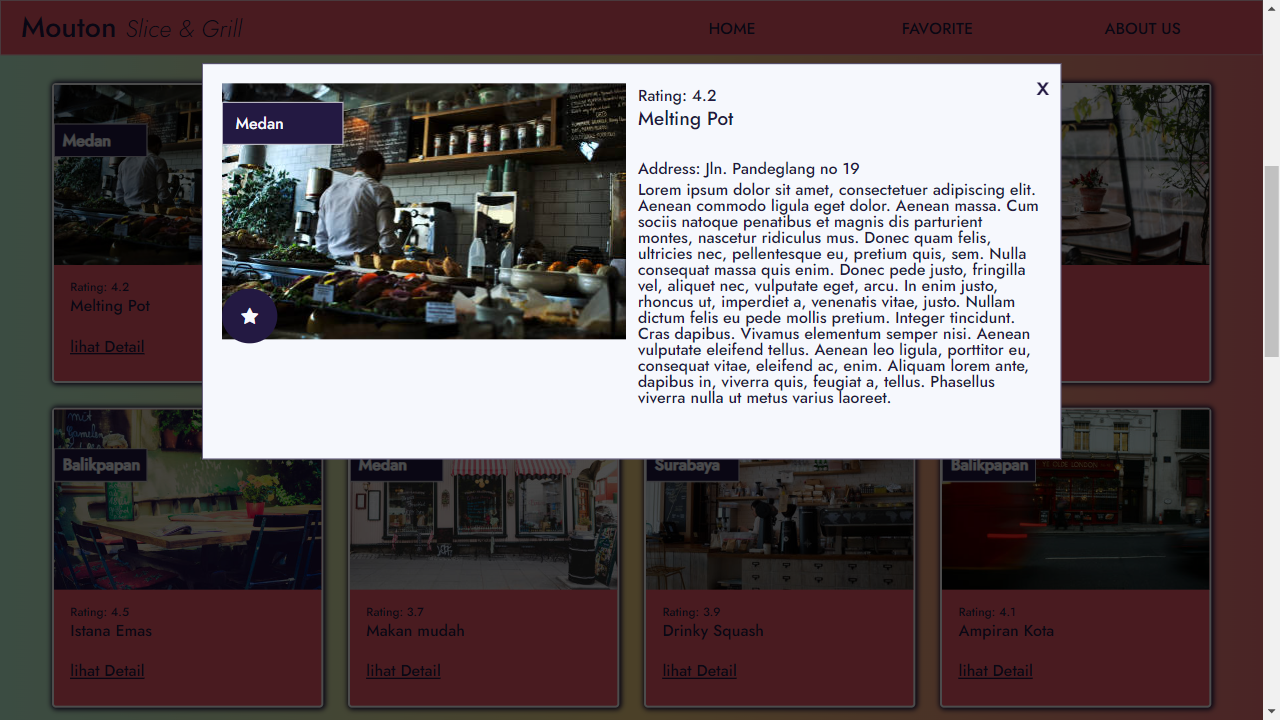 Mouton Slice & Grill
HOME
FAVORITE
ABOUT US
Medan
Rating: 4.2
Melting Pot
lihat Detail
Medan
X
Rating: 4.2
Melting Pot
Address: Jln. Pandeglang no 19
Lorem ipsum dolor sit amet, consectetuer adipiscing elit.
Aenean commodo ligula eget dolor. Aenean massa. Cum
sociis natoque penatibus et magnis dis parturient
montes, nascetur ridiculus mus. Donec quam felis,
ultricies nec, pellentesque eu, pretium quis, sem. Nulla
consequat massa quis enim. Donec pede justo, fringilla
vel, aliquet nec, vulputate eget, arcu. In enim justo,
rhoncus ut, imperdiet a, venenatis vitae, justo. Nullam
dictum felis eu pede mollis pretium. Integer tincidunt.
Cras dapibus. Vivamus elementum semper nisi. Aenean
vulputate eleifend tellus. Aenean leo ligula, porttitor eu,
consequat vitae, eleifend ac, enim. Aliquam lorem ante,
dapibus in, viverra quis, feugiat a, tellus. Phasellus
viverra nulla ut metus varius laoreet.
Balikpapan
Rating: 4.5
Istana Emas
lihat Detail
Medan
Rating: 3.7
Makan mudah
lihat Detail
Surabaya
Rating: 3.9
Drinky Squash
lihat Detail
Balikpapan
Rating: 4.1
Ampiran Kota
lihat Detail